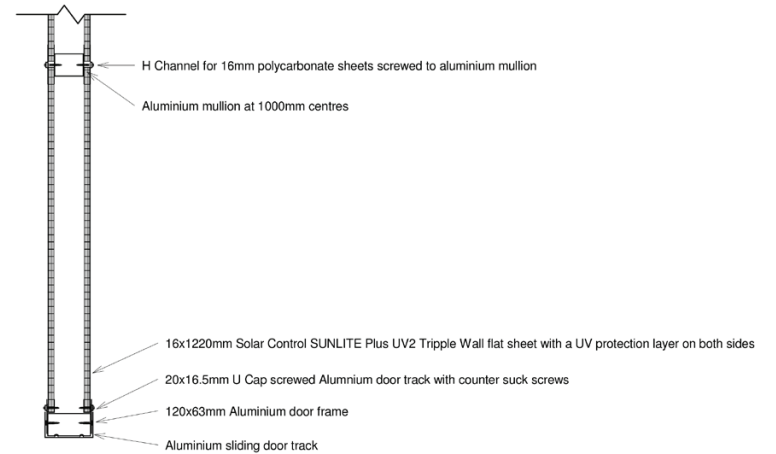 H Channel for 16mm polycarbonate sheets screwed to aluminium mullion
Aluminium mullion at 1000mm centres
16x1220mm Solar Control SUNLITE Plus UV2 Tripple Wall flat sheet with a UV protection layer on both sides
20x16.5mm U Cap screwed Alumnium door track with counter suck screws
120x63mm Aluminium door frame
Aluminium sliding door track